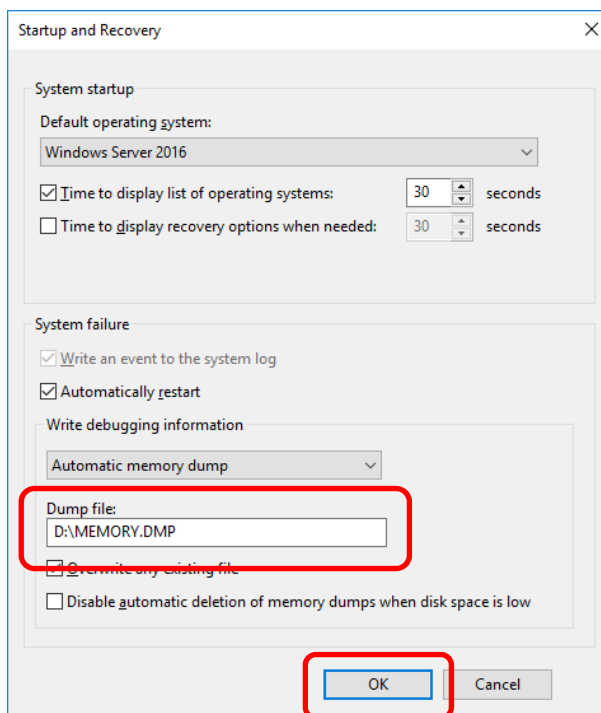 Startup and Recovery
System startup
Default operating system:
Windows Server 2016
Time to display list of operating systems: 30 seconds
Time to display recovery options when needed: 30 seconds
System failure
Write an event to the system log
Automatically restart
Write debugging information
Automatic memory dump
Dump file:
D:\MEMORY.DMP
Overwrite any existing file
Disable automatic deletion of memory dumps when disk space is low
OK Cancel